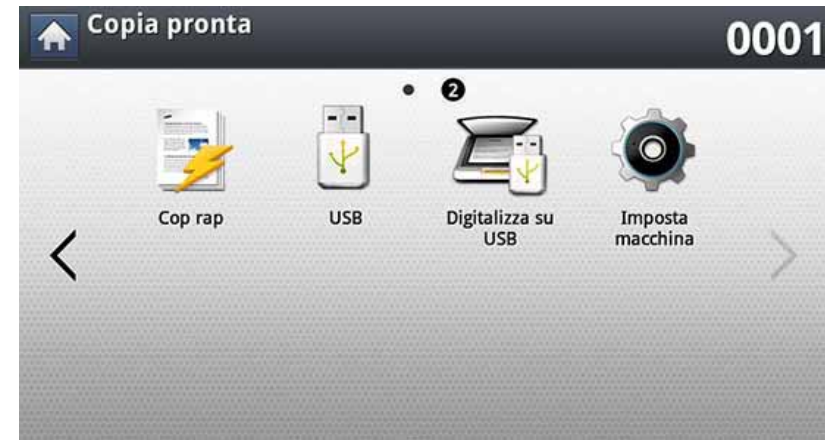 Copia pronta
0001
2
Cop rap
USB
Digitalizza su
USB
Imposta
macchina